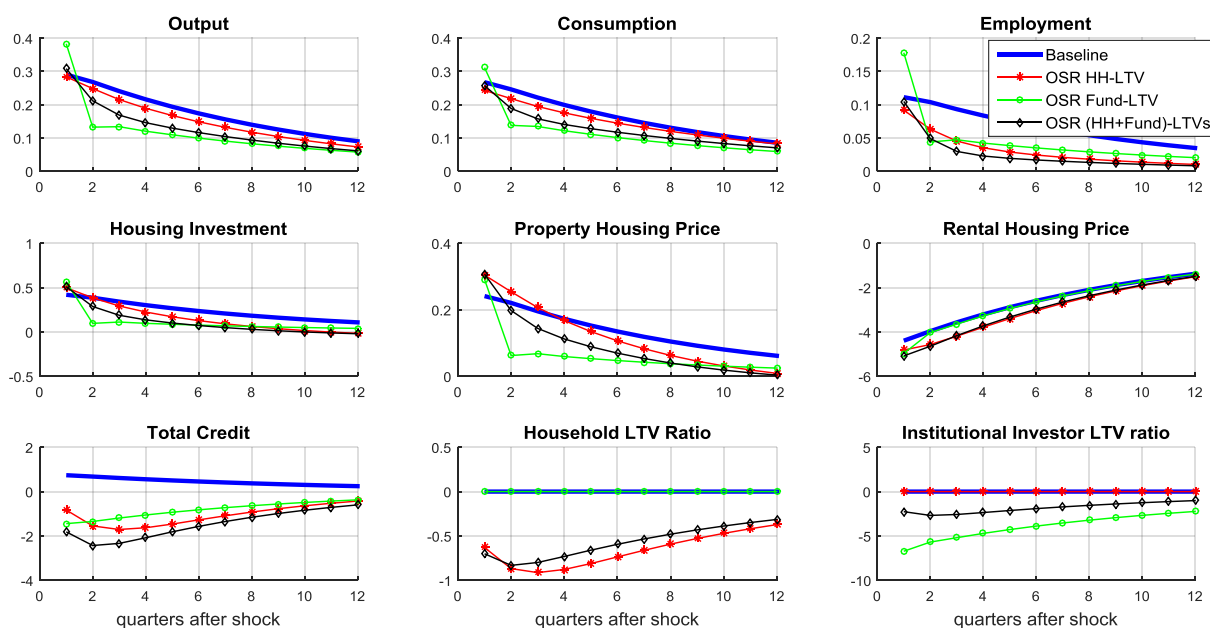 Output
0.4
0.3
0.2
0.1
0
0 2 4 6 8 10 12
Consumption
0.4
0.3
0.2
0.1
0
0 2 4 6 8 10 12
Employment
0.2
0.15
0.1
0.05
0
0 2 4 6 8 10 12
Baseline
OSR HH-LTV
OSR Fund-LTV
OSR (HH+Fund)-LTVs
Housing Investment
1
0.5
0
-0.5
0 2 4 6 8 10 12
Property Housing Price
0.4
0.2
0
0 2 4 6 8 10 12
Rental Housing Price
0
-2
-4
-6
0 2 4 6 8 10 12
Total Credit
2
0
-2
-4
0 2 4 6 8 10 12
quarters after shock
Household LTV Ratio
0.5
0
-0.5
-1
0 2 4 6 8 10 12
quarters after shock
Institutional Investor LTV ratio
5
0
-5
-10
0 2 4 6 8 10 12
quarters after shock